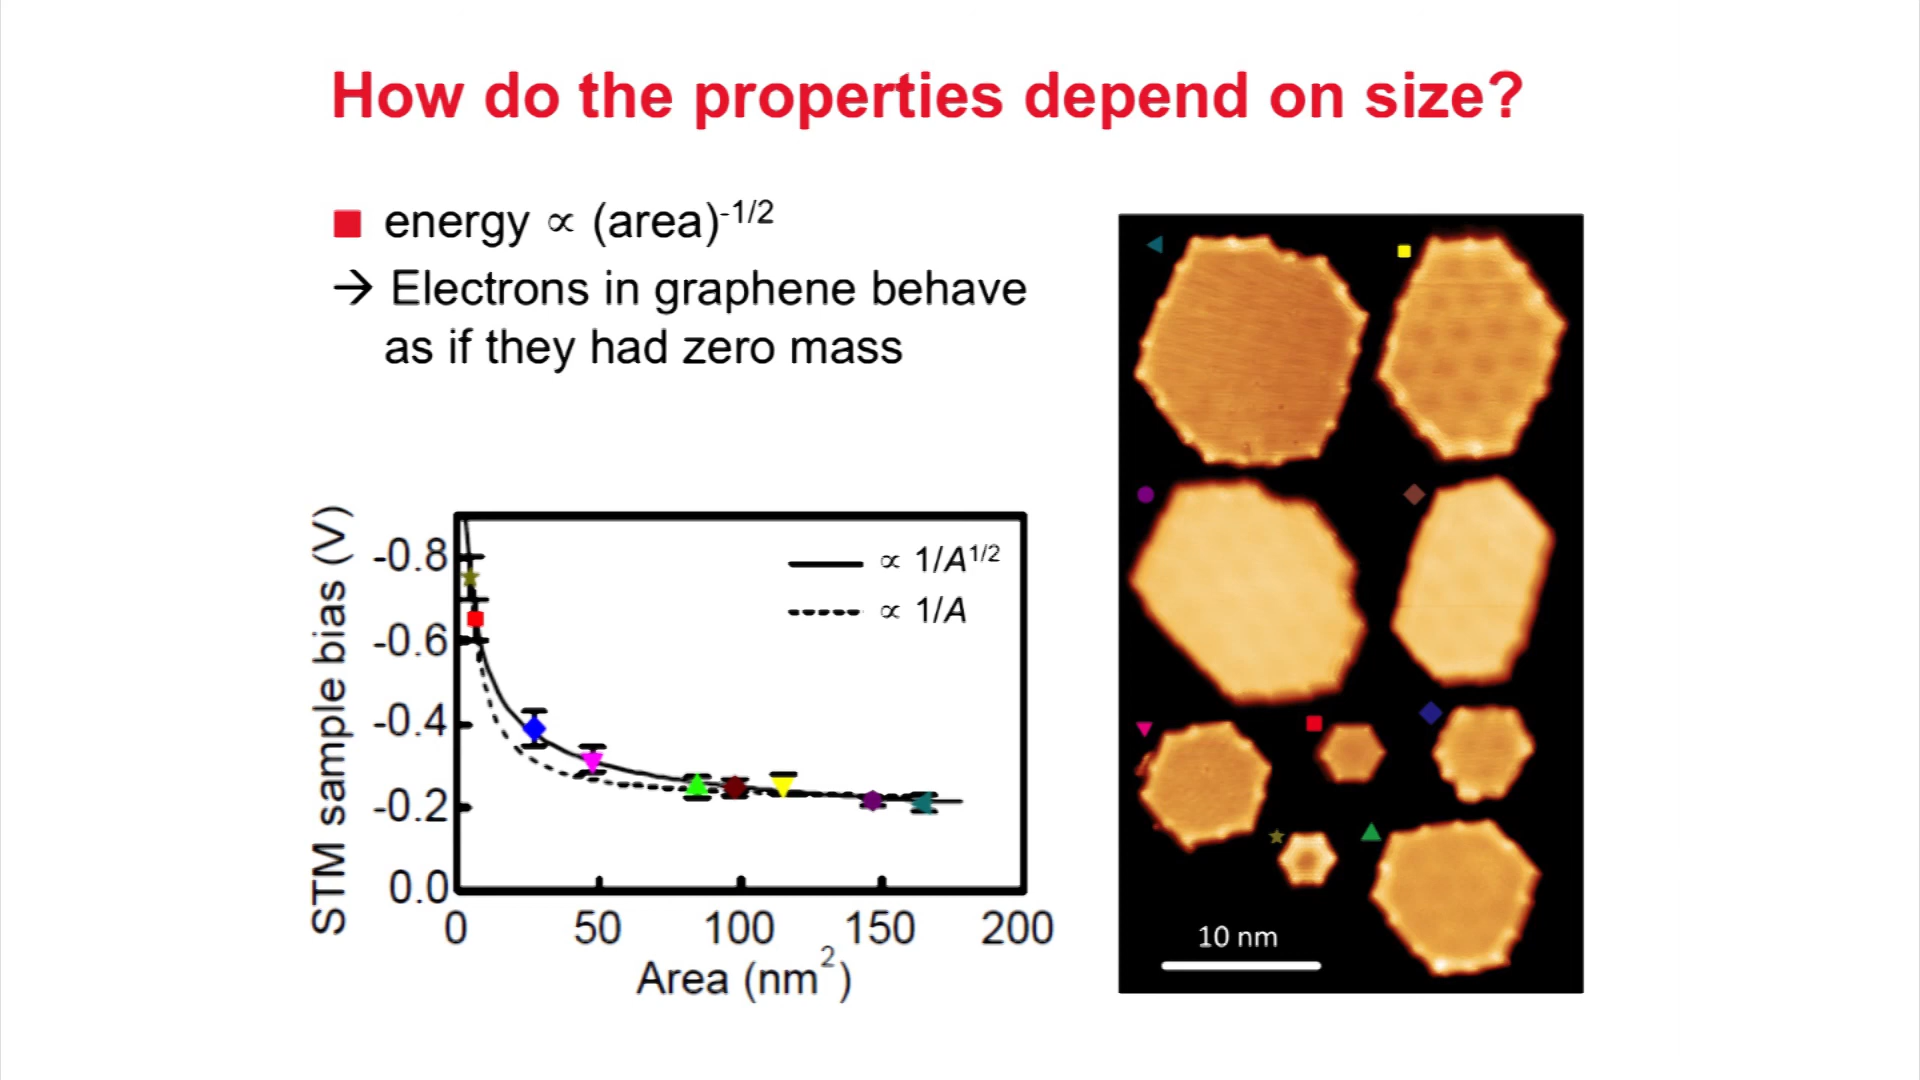 How do the properties depend on size?
energy ∝ (area)-1/2
→ Electrons in graphene behave
as if they had zero mass
STM sample bias (V)
-0.8
-0.6
-0.4
-0.2
0.0
∝ 1/A1/2
∝ 1/A
0 50 100 150 200
Area (nm2)
10 nm